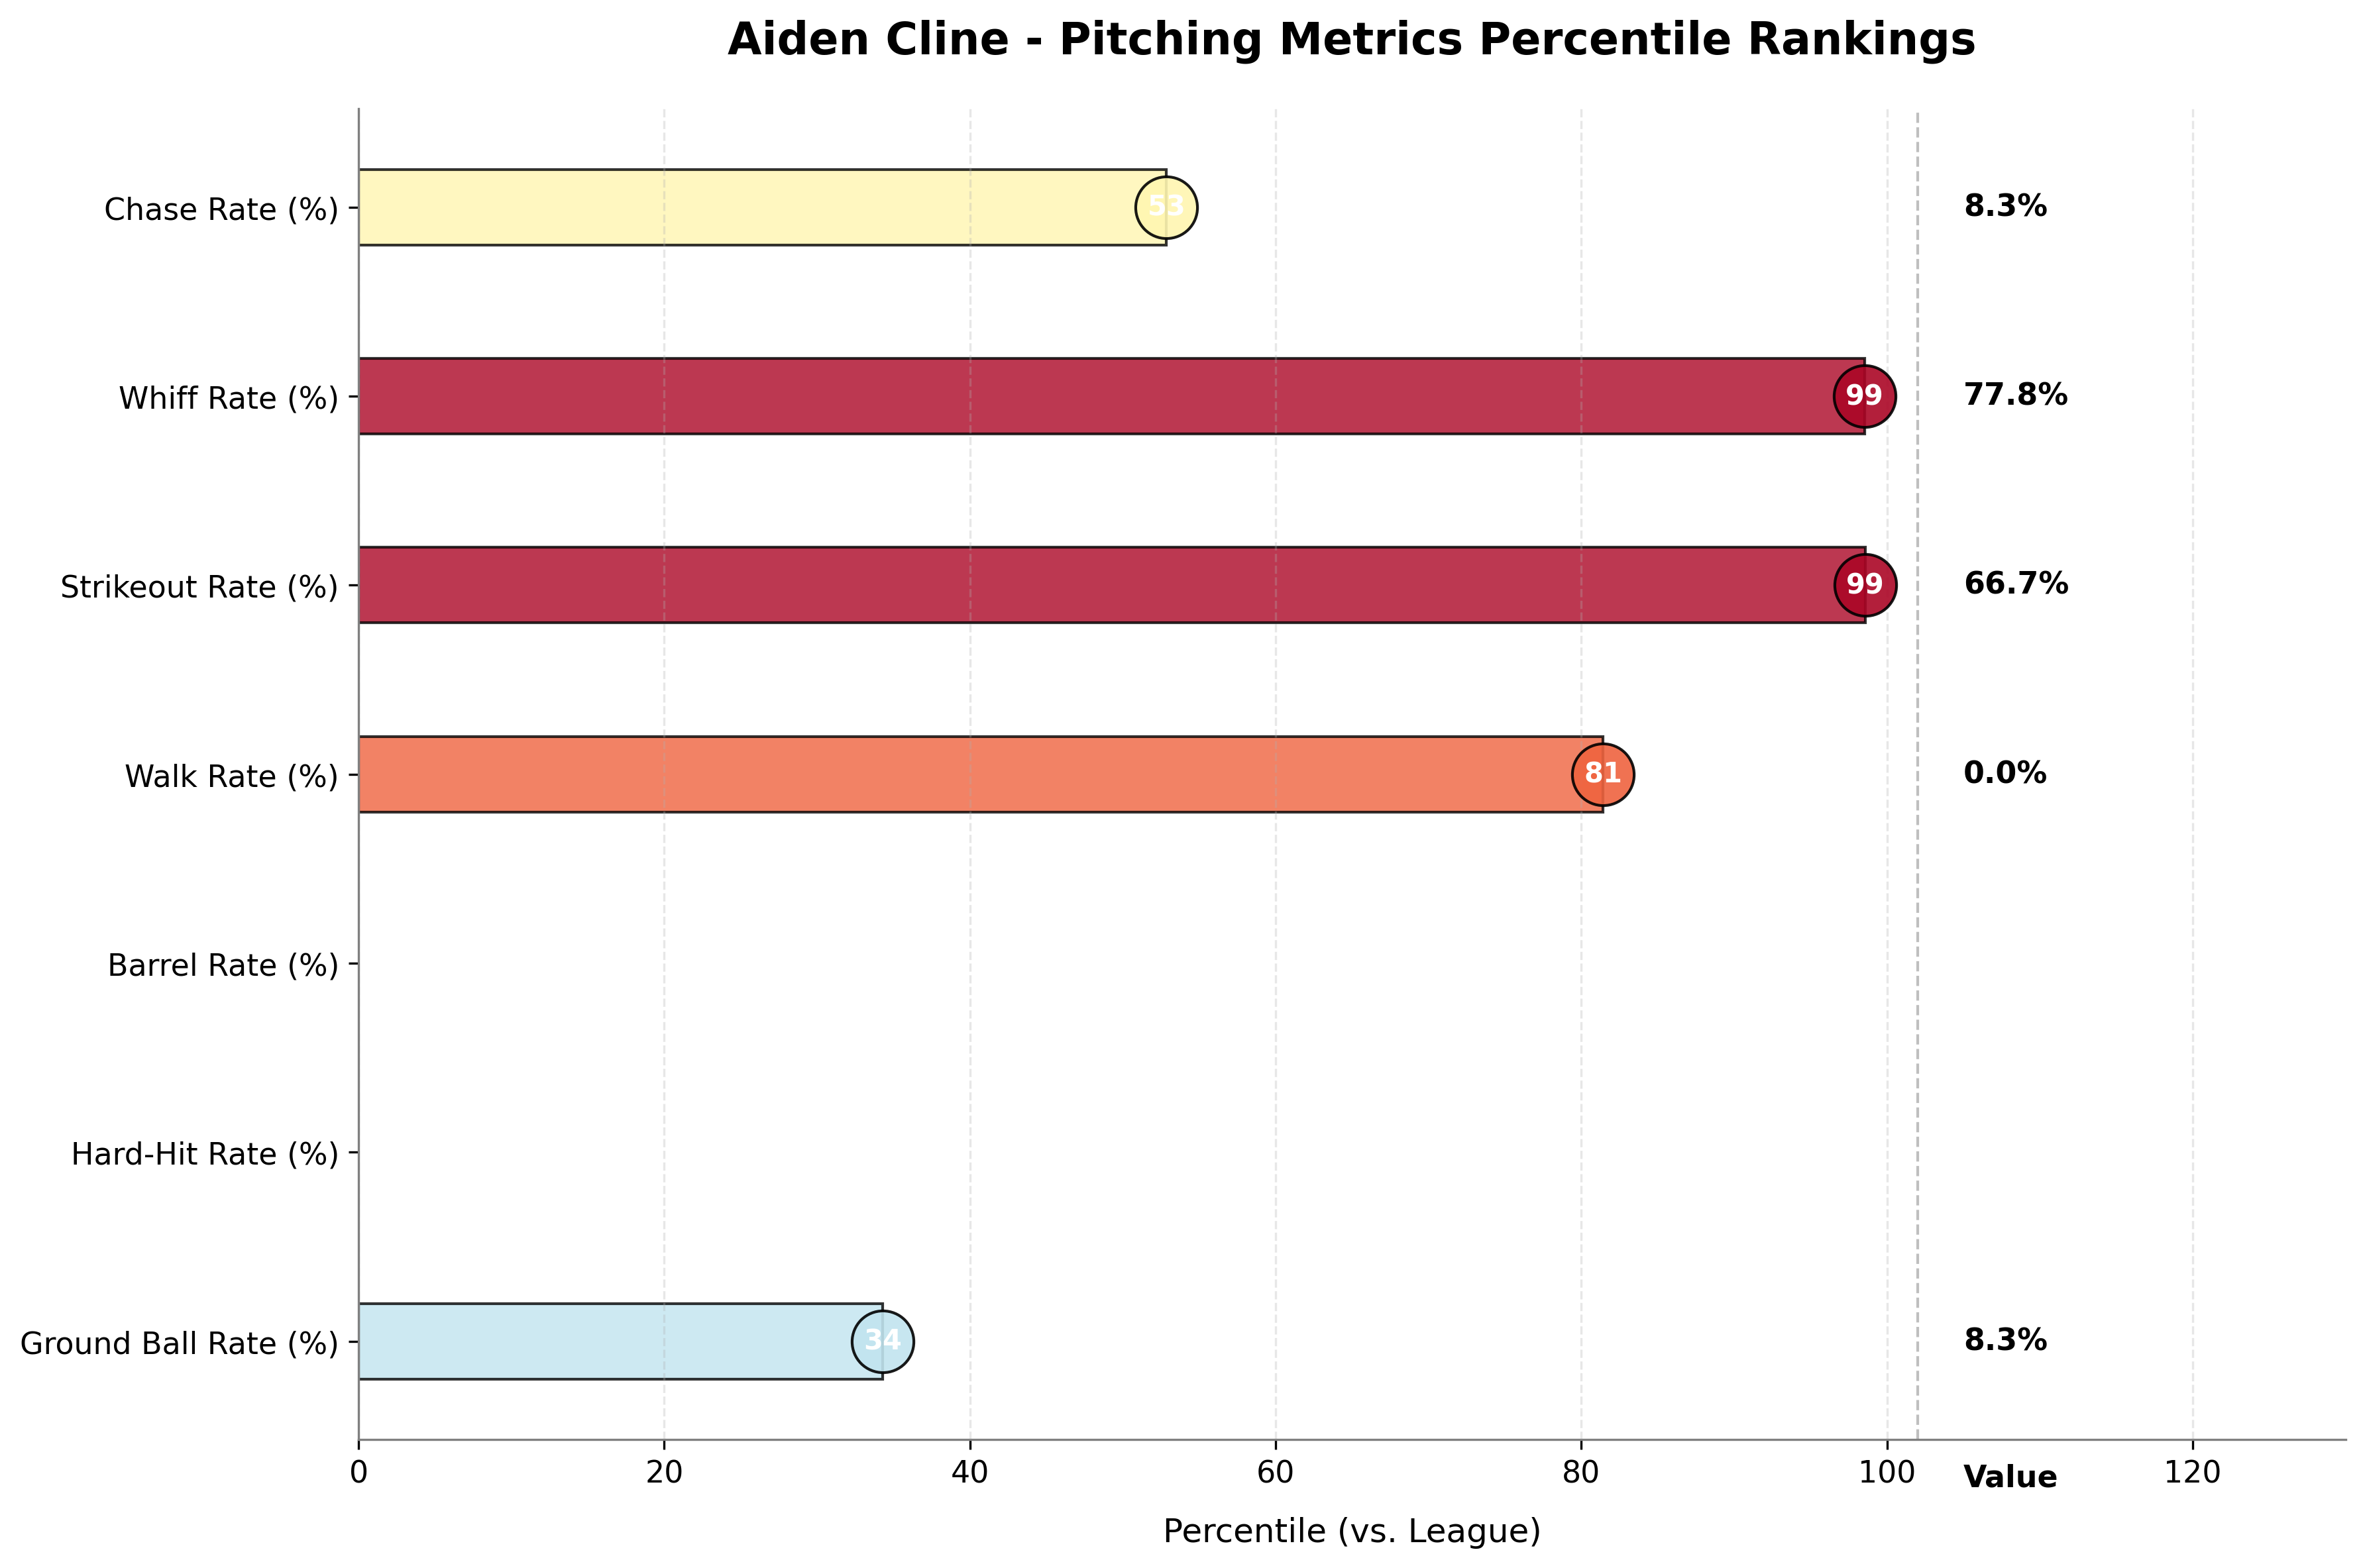 Aiden Cline - Pitching Metrics Percentile Rankings
Chase Rate (%) 53 8.3%
Whiff Rate (%) 99 77.8%
Strikeout Rate (%) 99 66.7%
Walk Rate (%) 81 0.0%
Barrel Rate (%)
Hard-Hit Rate (%)
Ground Ball Rate (%) 34 8.3%
0 20 40 60 80 100 Value 120
Percentile (vs. League)